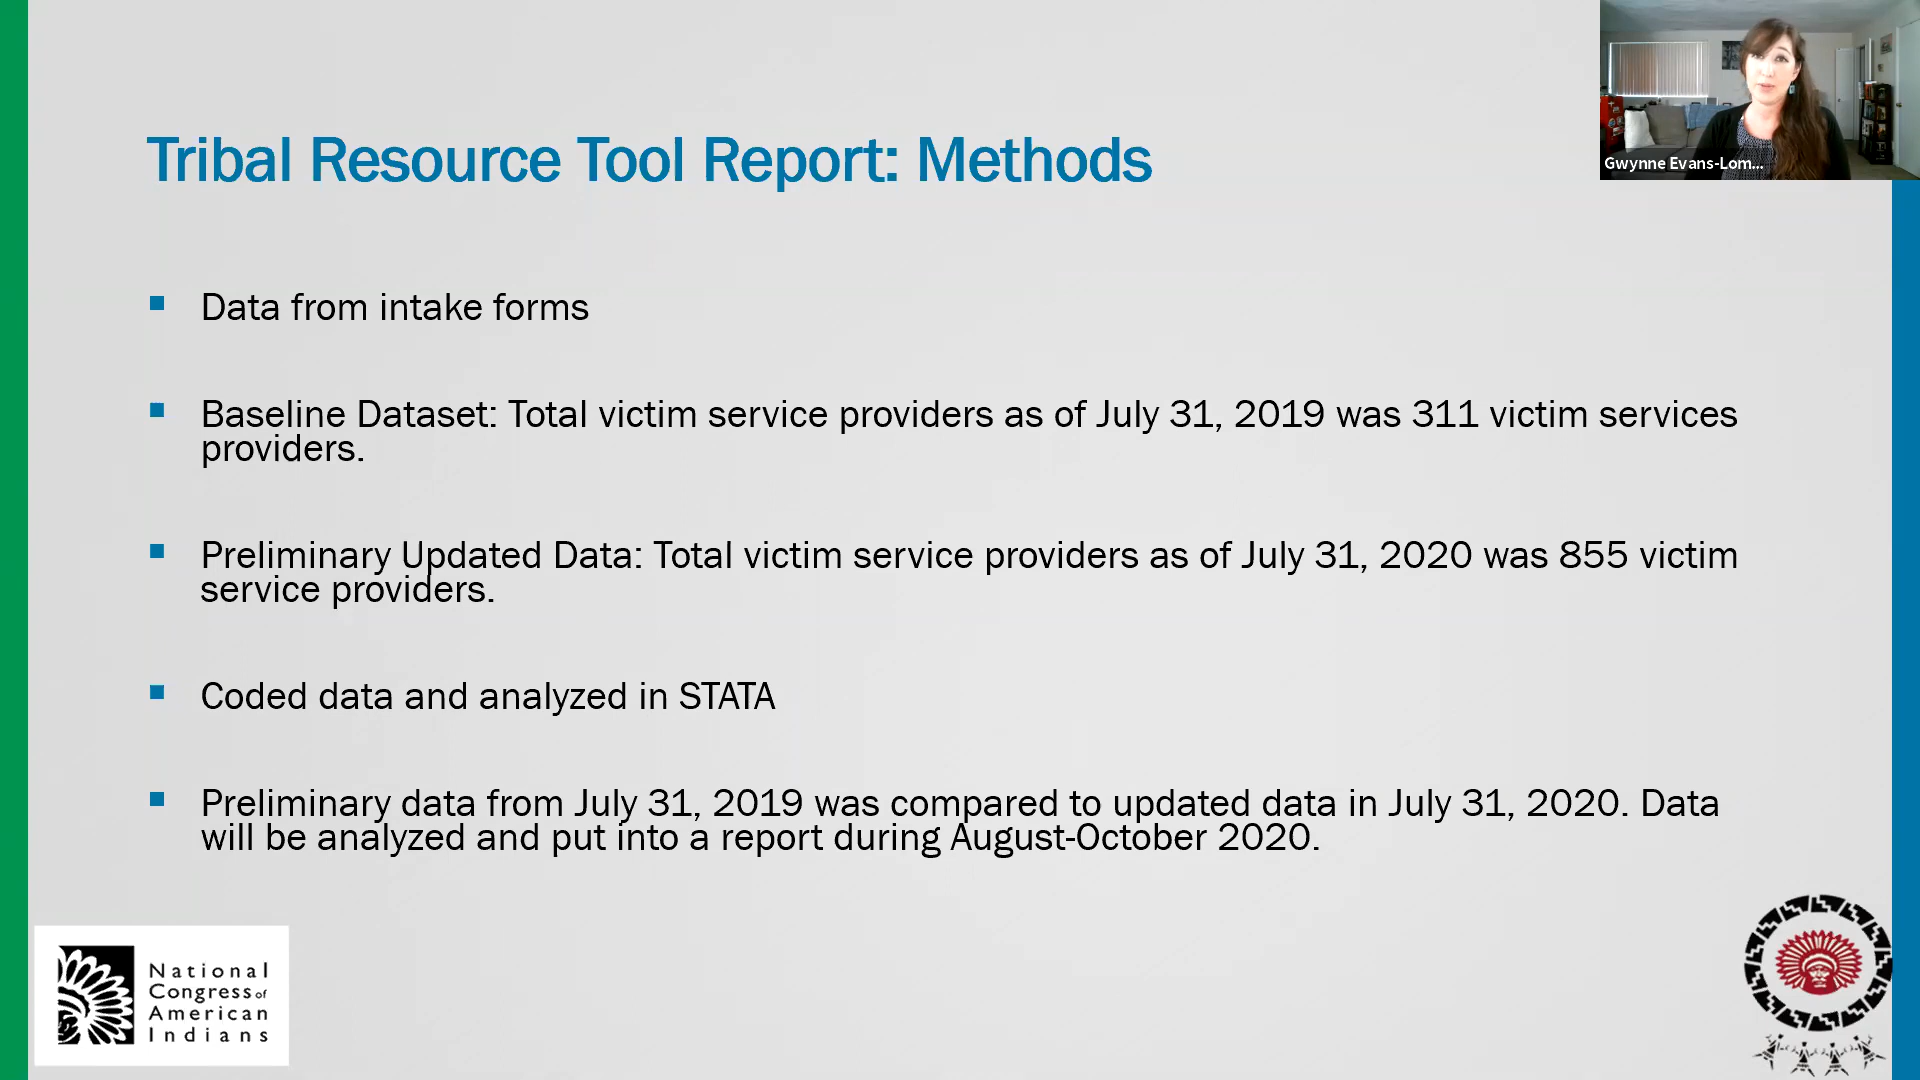 Tribal Resource Tool Report: Methods
Gwynne Evans-Lom...
Data from intake forms
Baseline Dataset: Total victim service providers as of July 31, 2019 was 311 victim services
providers.
Preliminary Updated Data: Total victim service providers as of July 31, 2020 was 855 victim
service providers.
Coded data and analyzed in STATA
Preliminary data from July 31, 2019 was compared to updated data in July 31, 2020. Data
will be analyzed and put into a report during August-October 2020.
National
Congress of
American
Indians